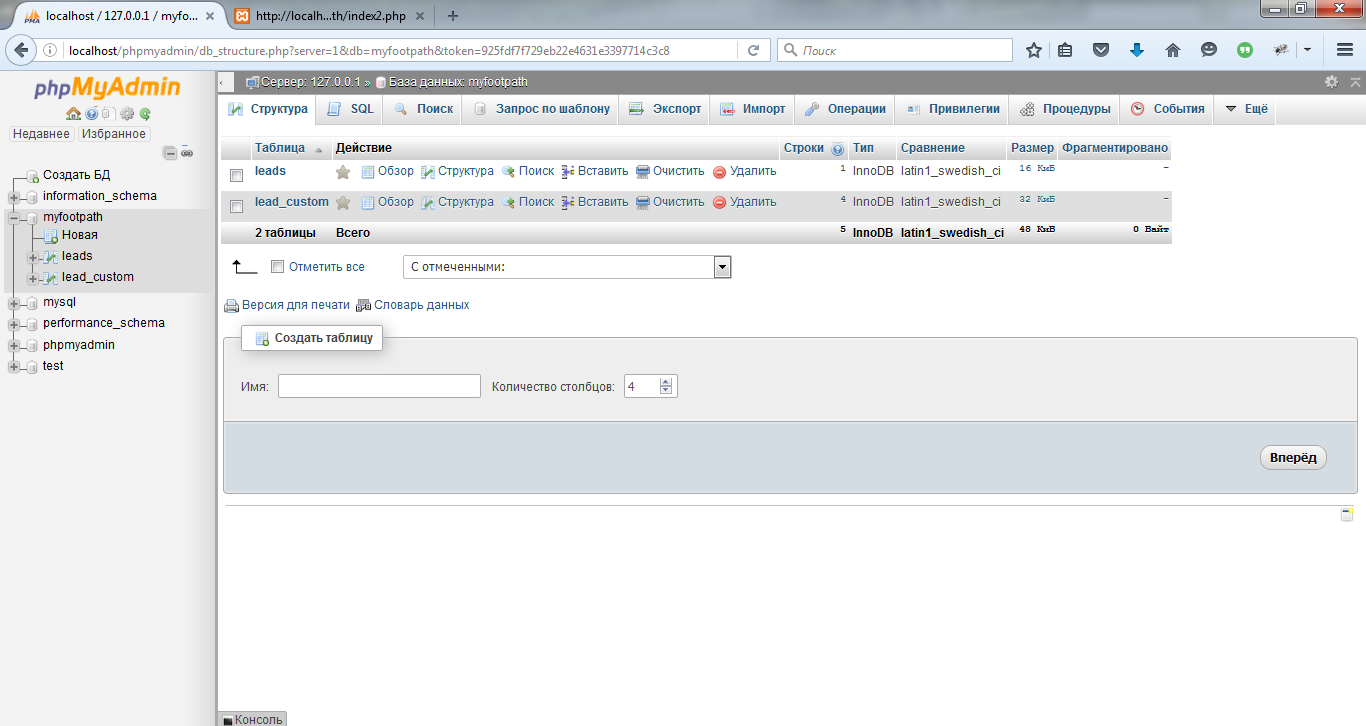 localhost / 127.0.0.1 / myfo...
http://localh...th/index2.php
localhost/phpmyadmin/db_structure.php?server=1&db=myfootpath&token=925fdf7f729eb22e4631e3397714c3c8
Поиск
phpMyAdmin
Недавнее Избранное
Создать БД
information_schema
myfootpath
Новая
leads
lead_custom
mysql
performance_schema
phpmyadmin
test
Сервер: 127.0.0.1 » База данных: myfootpath
Структура SQL Поиск Запрос по шаблону Экспорт Импорт Операции Привилегии Процедуры События Ещё
Таблица Действие Строки Тип Сравнение Размер Фрагментировано
leads Обзор Структура Поиск Вставить Очистить Удалить 1 InnoDB latin1_swedish_ci 16 КиБ -
lead_custom Обзор Структура Поиск Вставить Очистить Удалить 4 InnoDB latin1_swedish_ci 32 КиБ -
2 таблицы Всего 5 InnoDB latin1_swedish_ci 48 КиБ 0 Байт
Отметить все С отмеченными:
Версия для печати Словарь данных
Создать таблицу
Имя: Количество столбцов: 4
Вперёд
Консоль